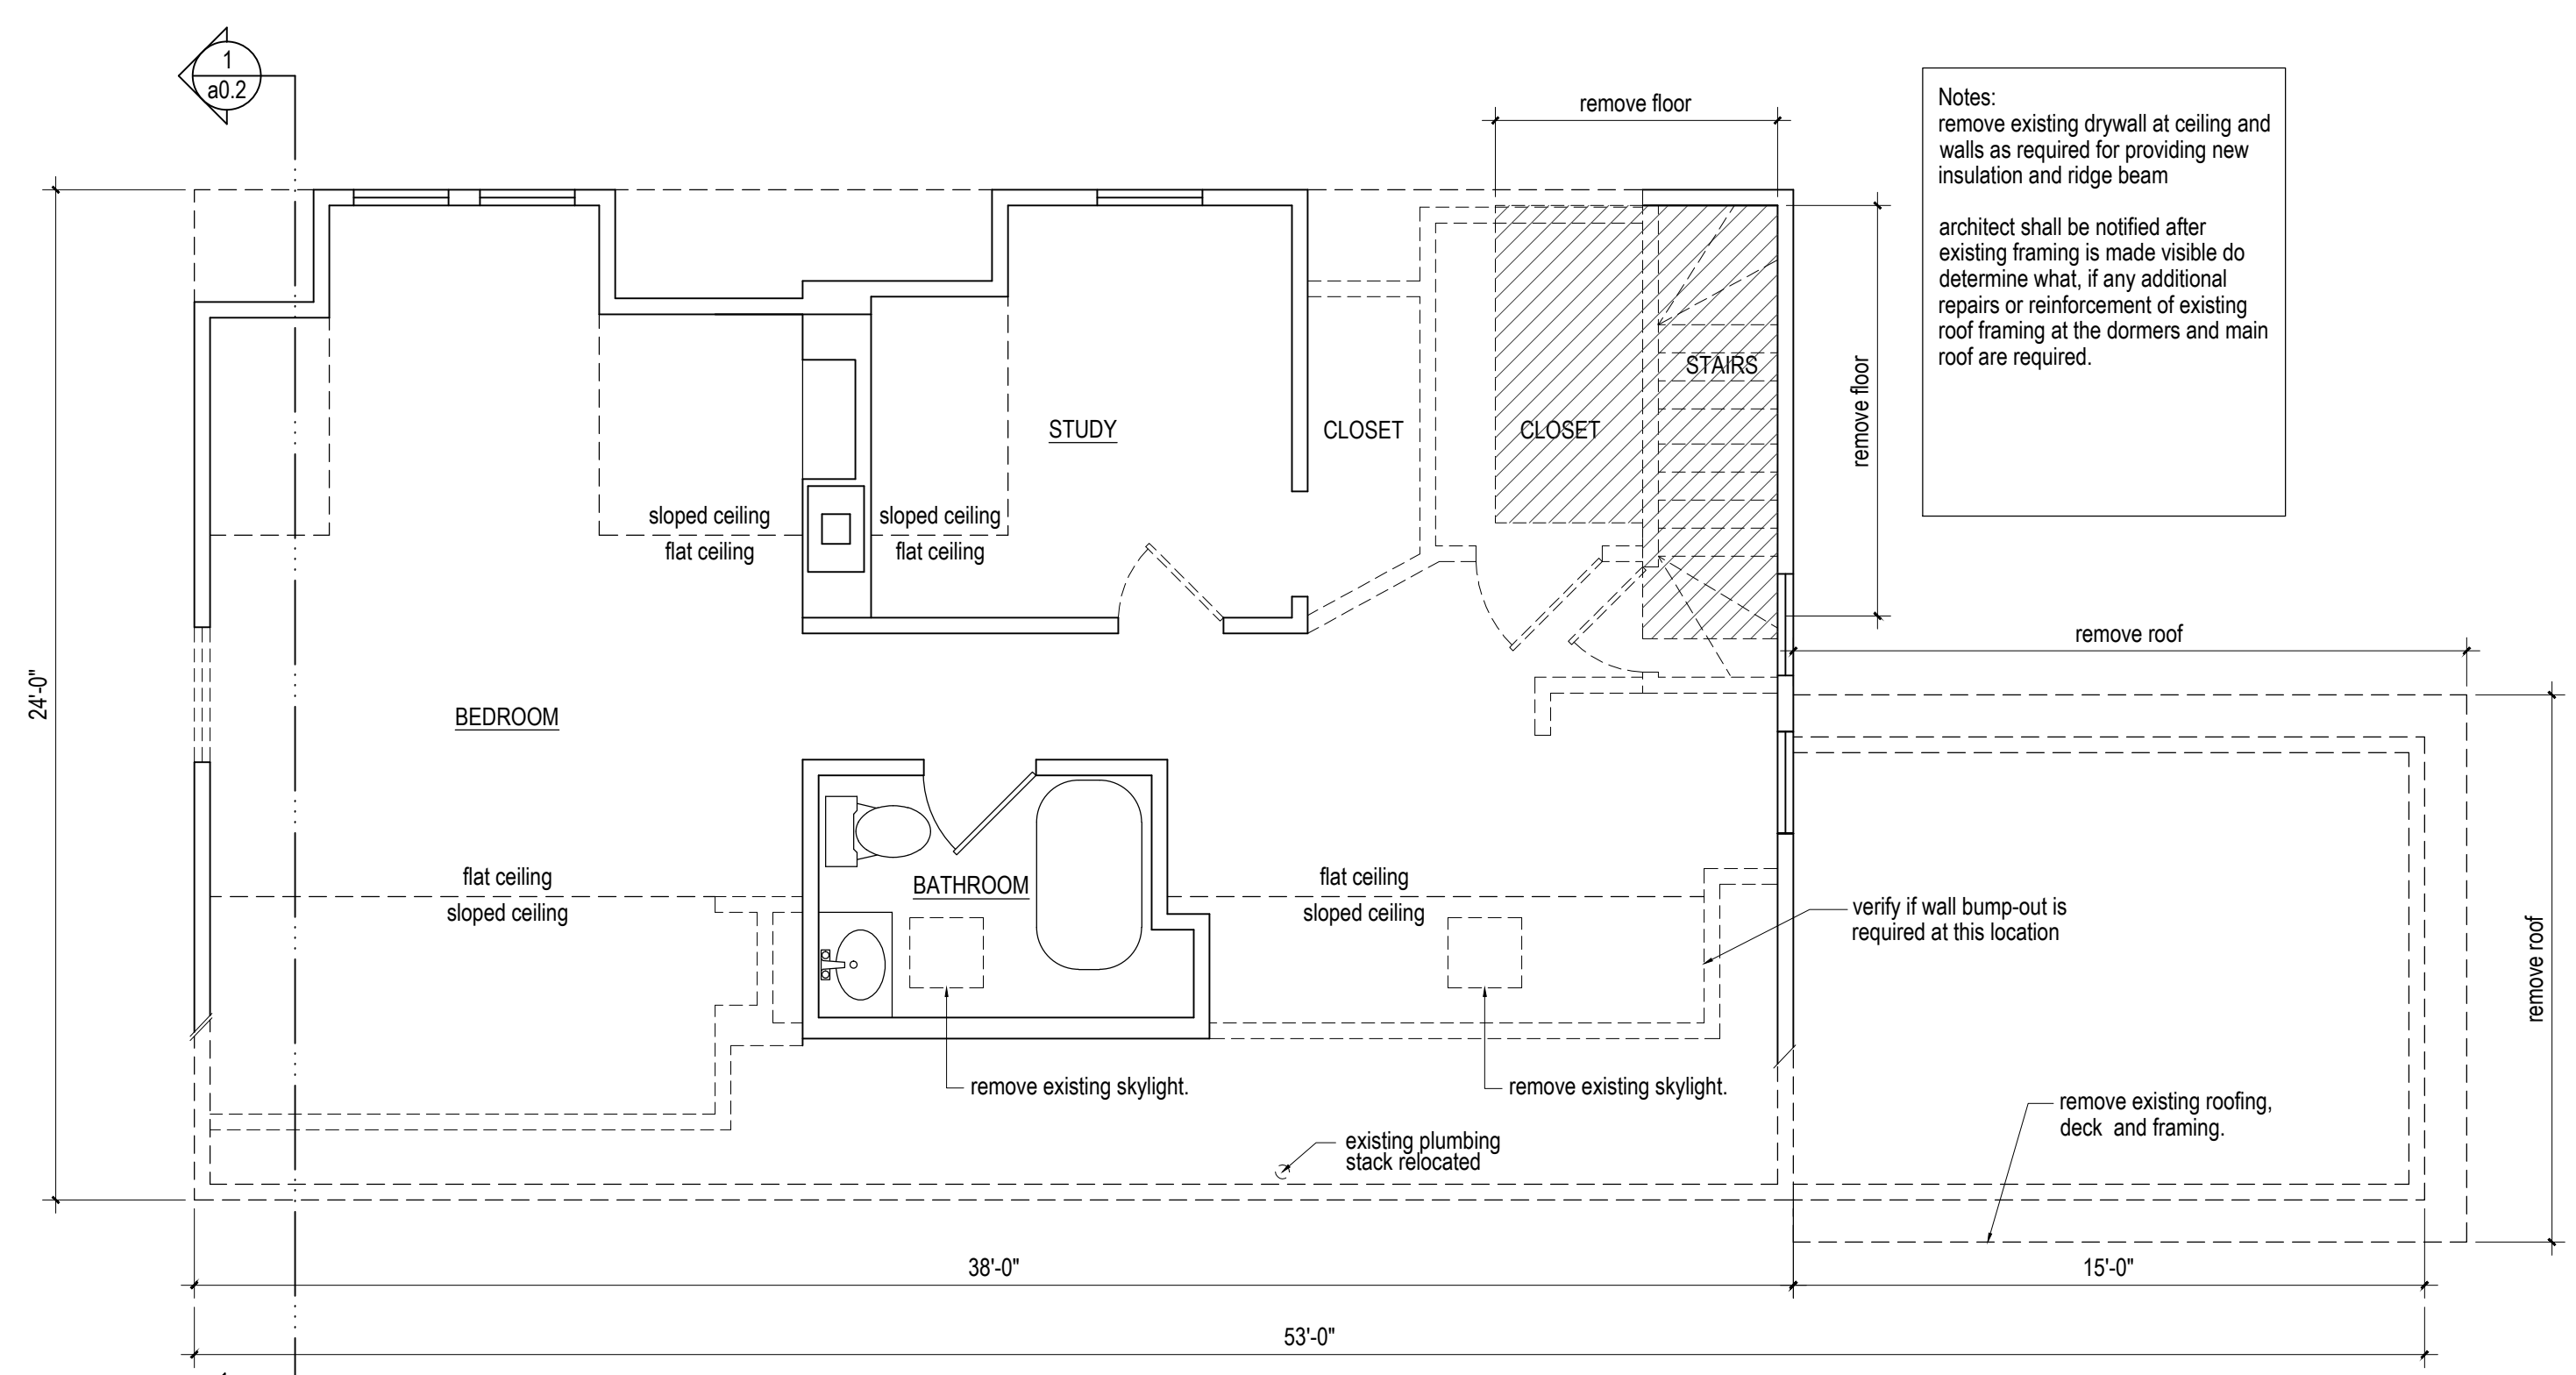 1
a0.2
remove floor
Notes:
remove existing drywall at ceiling and
walls as required for providing new
insulation and ridge beam
architect shall be notified after
existing framing is made visible do
determine what, if any additional
repairs or reinforcement of existing
roof framing at the dormers and main
roof are required.
STAIRS
remove floor
STUDY
CLOSET
CLOSET
sloped ceiling
flat ceiling
sloped ceiling
flat ceiling
remove roof
24'-0"
BEDROOM
flat ceiling
sloped ceiling
BATHROOM
flat ceiling
sloped ceiling
verify if wall bump-out is
required at this location
remove roof
remove existing skylight.
remove existing skylight.
remove existing roofing,
deck and framing.
existing plumbing
stack relocated
38'-0"
15'-0"
53'-0"